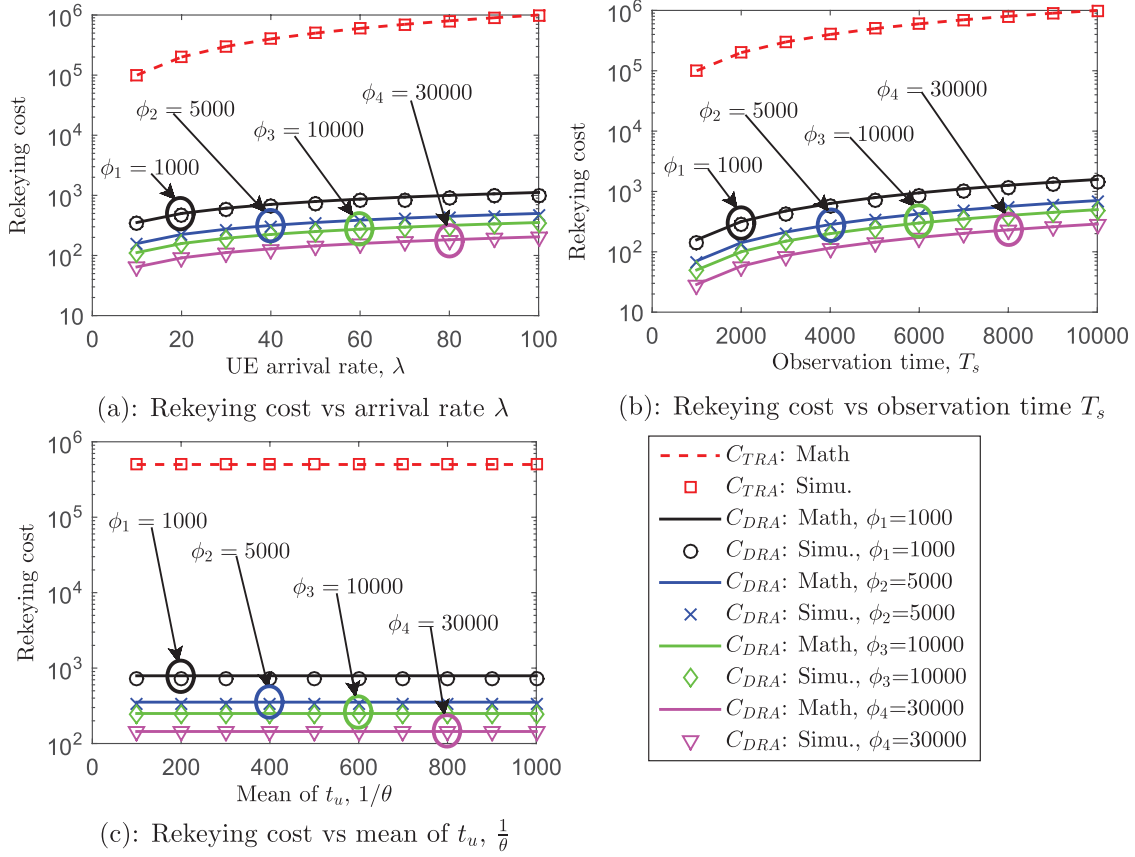 10^6
10^5
10^4
10^3
10^2
10
Rekeying cost
ϕ_1 = 1000
ϕ_2 = 5000
ϕ_3 = 10000
ϕ_4 = 30000
0 20 40 60 80 100
UE arrival rate, λ
(a): Rekeying cost vs arrival rate λ
10^6
10^5
10^4
10^3
10^2
10
Rekeying cost
ϕ_1 = 1000
ϕ_2 = 5000
ϕ_3 = 10000
ϕ_4 = 30000
0 2000 4000 6000 8000 10000
Observation time, T_s
(b): Rekeying cost vs observation time T_s
10^6
10^5
10^4
10^3
10^2
Rekeying cost
ϕ_1 = 1000
ϕ_2 = 5000
ϕ_3 = 10000
ϕ_4 = 30000
0 200 400 600 800 1000
Mean of t_u, 1/θ
(c): Rekeying cost vs mean of t_u, 1/θ
C_TRA: Math
C_TRA: Simu.
C_DRA: Math, ϕ_1=1000
C_DRA: Simu., ϕ_1=1000
C_DRA: Math, ϕ_2=5000
C_DRA: Simu., ϕ_2=5000
C_DRA: Math, ϕ_3=10000
C_DRA: Simu., ϕ_3=10000
C_DRA: Math, ϕ_4=30000
C_DRA: Simu., ϕ_4=30000